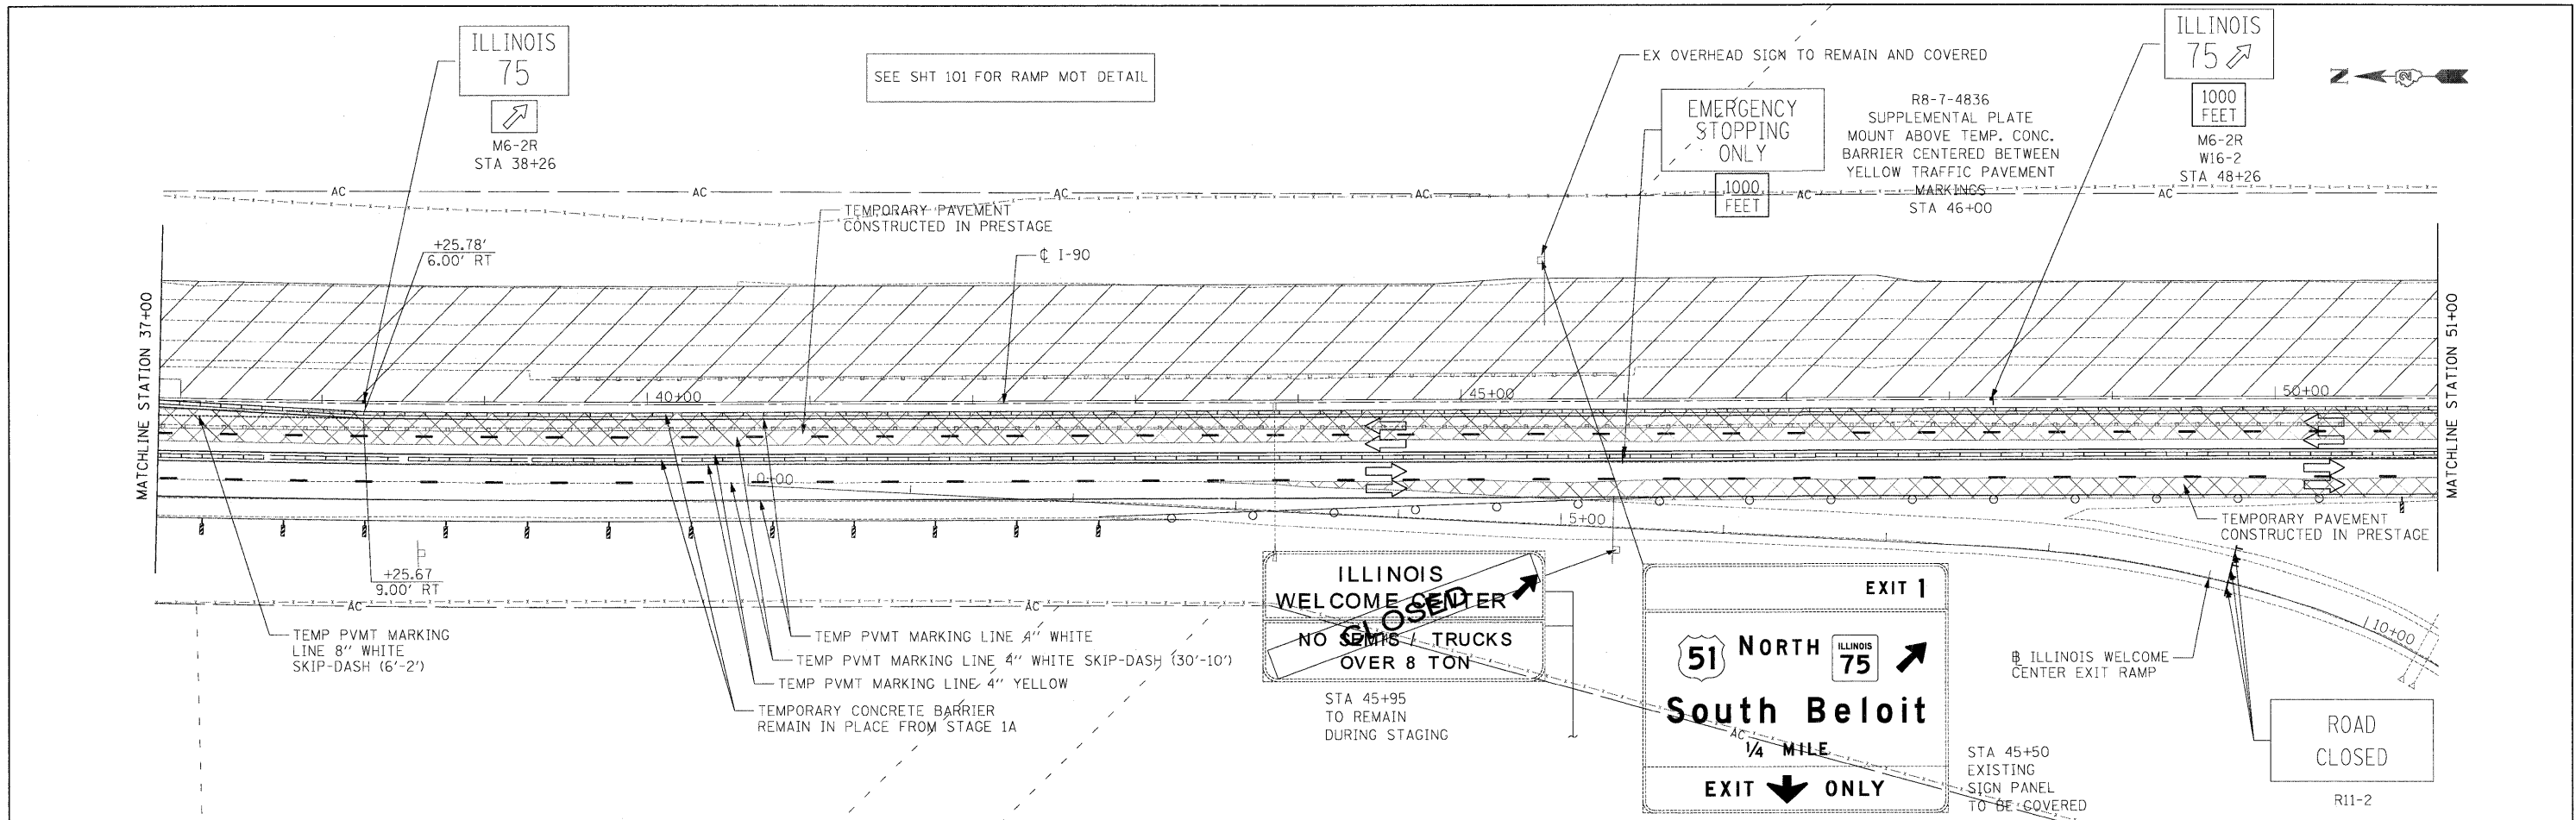 ILLINOIS
75
M6-2R
STA 38+26
SEE SHT 101 FOR RAMP MOT DETAIL
EX OVERHEAD SIGN TO REMAIN AND COVERED
EMERGENCY
STOPPING
ONLY
1000
FEET
R8-7-4836
SUPPLEMENTAL PLATE
MOUNT ABOVE TEMP. CONC.
BARRIER CENTERED BETWEEN
YELLOW TRAFFIC PAVEMENT
MARKINGS
STA 46+00
ILLINOIS
75
1000
FEET
M6-2R
W16-2
STA 48+26
N
2
AC
AC
AC
AC
AC
AC
TEMPORARY PAVEMENT
CONSTRUCTED IN PRESTAGE
+25.78'
6.00' RT
℄ I-90
MATCHLINE STATION 37+00
MATCHLINE STATION 51+00
40+00
45+00
50+00
0+00
5+00
10+00
+25.67
9.00' RT
AC
AC
TEMP PVMT MARKING
LINE 8" WHITE
SKIP-DASH (6'-2')
TEMP PVMT MARKING LINE 4" WHITE
TEMP PVMT MARKING LINE 4" WHITE SKIP-DASH (30'-10')
TEMP PVMT MARKING LINE 4" YELLOW
TEMPORARY CONCRETE BARRIER
REMAIN IN PLACE FROM STAGE 1A
ILLINOIS
WELCOME CENTER
CLOSED
NO SEMIS / TRUCKS
OVER 8 TON
STA 45+95
TO REMAIN
DURING STAGING
EXIT 1
51 NORTH ILLINOIS 75
South Beloit
AC
1/4 MILE
EXIT ONLY
STA 45+50
EXISTING
SIGN PANEL
TO BE COVERED
TEMPORARY PAVEMENT
CONSTRUCTED IN PRESTAGE
B ILLINOIS WELCOME
CENTER EXIT RAMP
ROAD
CLOSED
R11-2